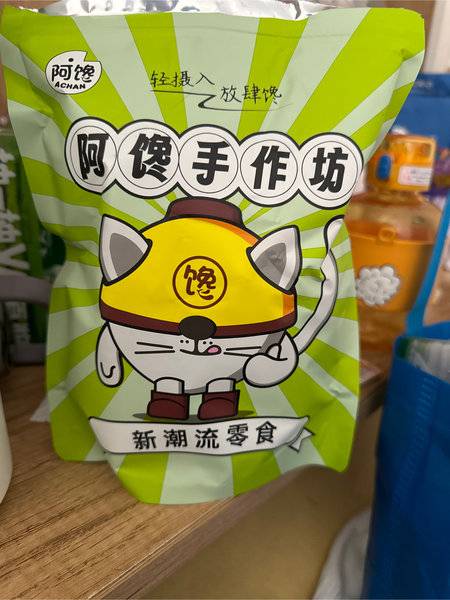 阿馋
ACHAN
轻摄入
放肆馋
阿馋手作坊
馋
新潮流零食